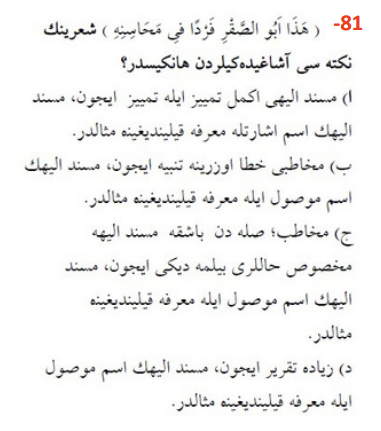 81- ﴿ هَذَا اَبُو الصَّقْرِ فَرْدًا فِي مَحَاسِنِهِ ﴾ شعرينك
نكته سى آشاغيدهكيلردن هانكيسدر؟
ا) مسند اليهى اكمل تمييز ايله تمييز ايچون، مسند
اليهك اسم اشارتله معرفه قيلينديغينه مثالدر.
ب) مخاطبى خطا اوزرينه تنبيه ايچون، مسند اليهك
اسم موصول ايله معرفه قيلينديغينه مثالدر.
ج) مخاطب؛ صله دن باشقه مسند اليهه
مخصوص حاللرى بيلمه ديكى ايچون، مسند
اليهك اسم موصول ايله معرفه قيلينديغينه
مثالدر.
د) زياده تقرير ايچون، مسند اليهك اسم موصول
ايله معرفه قيلينديغينه مثالدر.